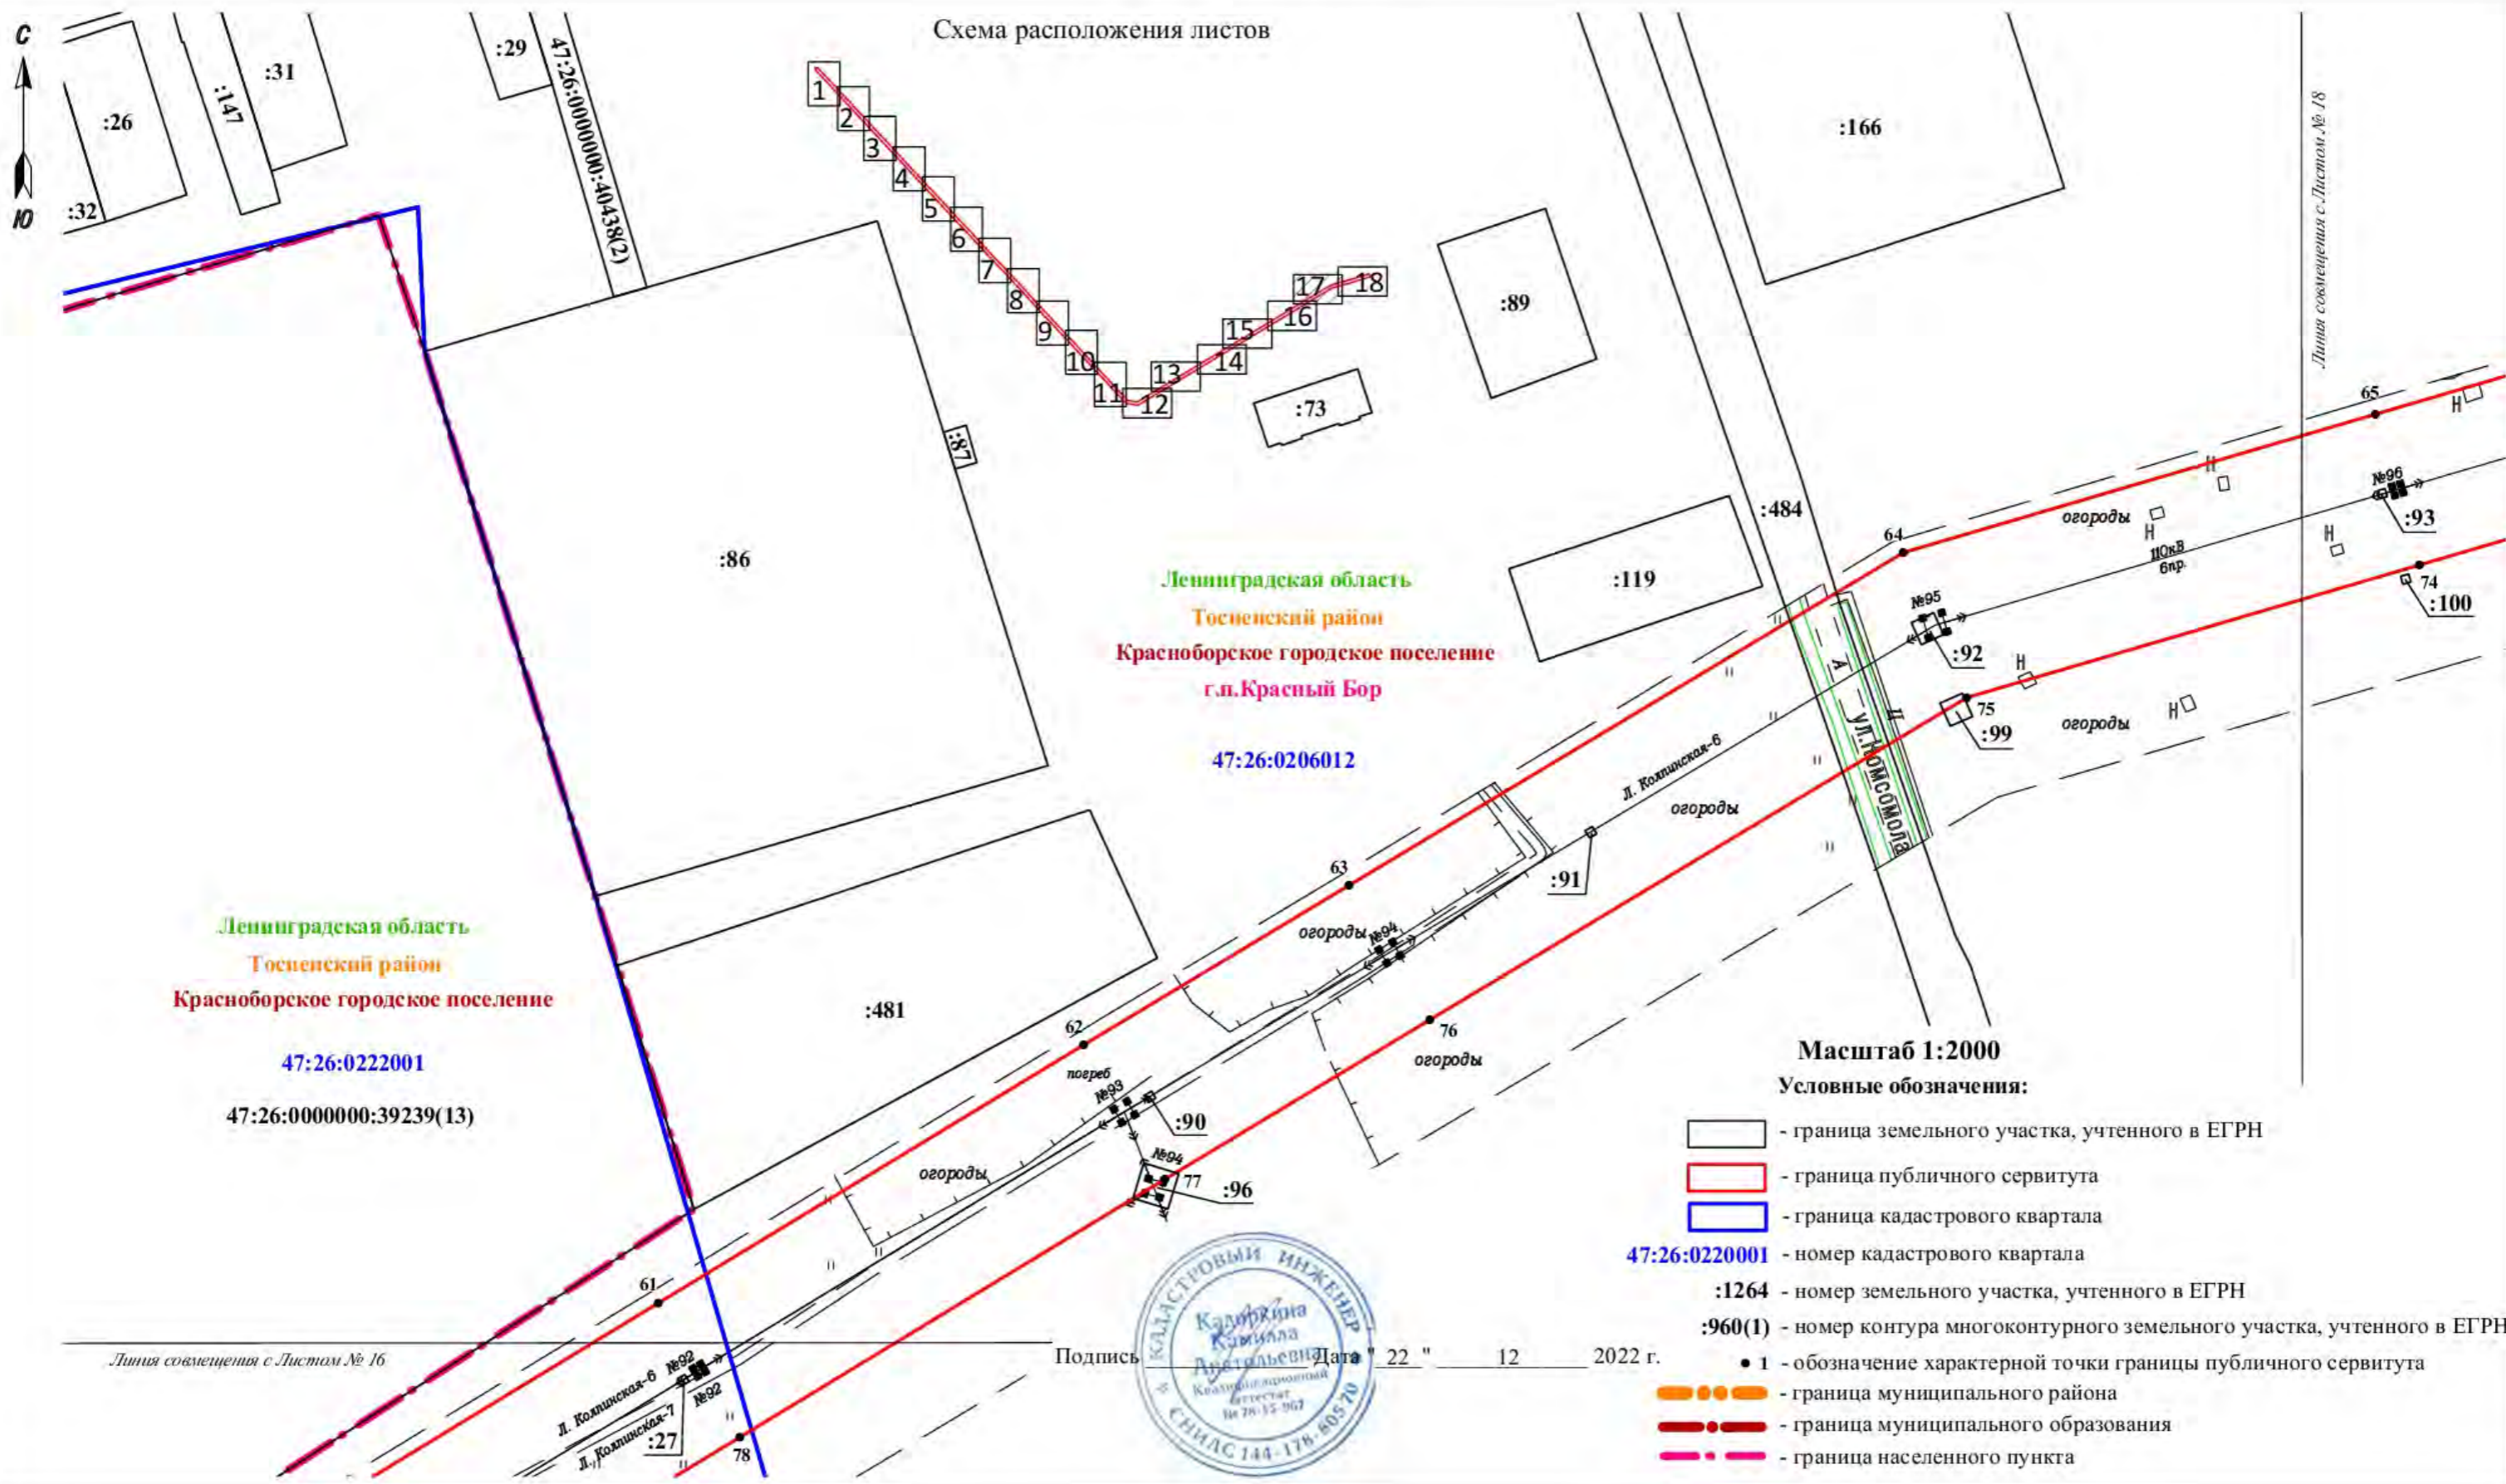 Схема расположения листов
С
Ю
:26
:32
:147
:31
:29
47:26:0000000:40438(2)
1
2
3
4
5
6
7
8
9
10
11
12
13
14
15
16
17
18
:166
:89
:73
:87
:86
:119
:484
Линия совмещения с Листом № 18
65
64
Н
Н
Н
Н
№96
:93
огороды
110кВ
6пр.
74
:100
№95
:92
Н
75
:99
огороды
Н
А
Ц
ул.Комсомола
Ленинградская область
Тосненский район
Красноборское городское поселение
г.п.Красный Бор
47:26:0206012
Л. Колпинская-6
огороды
:91
63
огороды
№94
76
огороды
62
погреб
№93
:90
№94
77
:96
:481
огороды
61
Ленинградская область
Тосненский район
Красноборское городское поселение
47:26:0222001
47:26:0000000:39239(13)
Линия совмещения с Листом № 16
Л. Колпинская-6
№92
Л. Колпинская-7
№92
:27
78
Масштаб 1:2000
Условные обозначения:
- граница земельного участка, учтенного в ЕГРН
- граница публичного сервитута
- граница кадастрового квартала
47:26:0220001 - номер кадастрового квартала
:1264 - номер земельного участка, учтенного в ЕГРН
:960(1) - номер контура многоконтурного земельного участка, учтенного в ЕГРН
1 - обозначение характерной точки границы публичного сервитута
- граница муниципального района
- граница муниципального образования
- граница населенного пункта
Подпись Дата " 22 " 12 2022 г.
КАДАСТРОВЫЙ ИНЖЕНЕР
Камилла
Анатольевна
Квалификационный
аттестат
СНИЛС 144-178-805 70